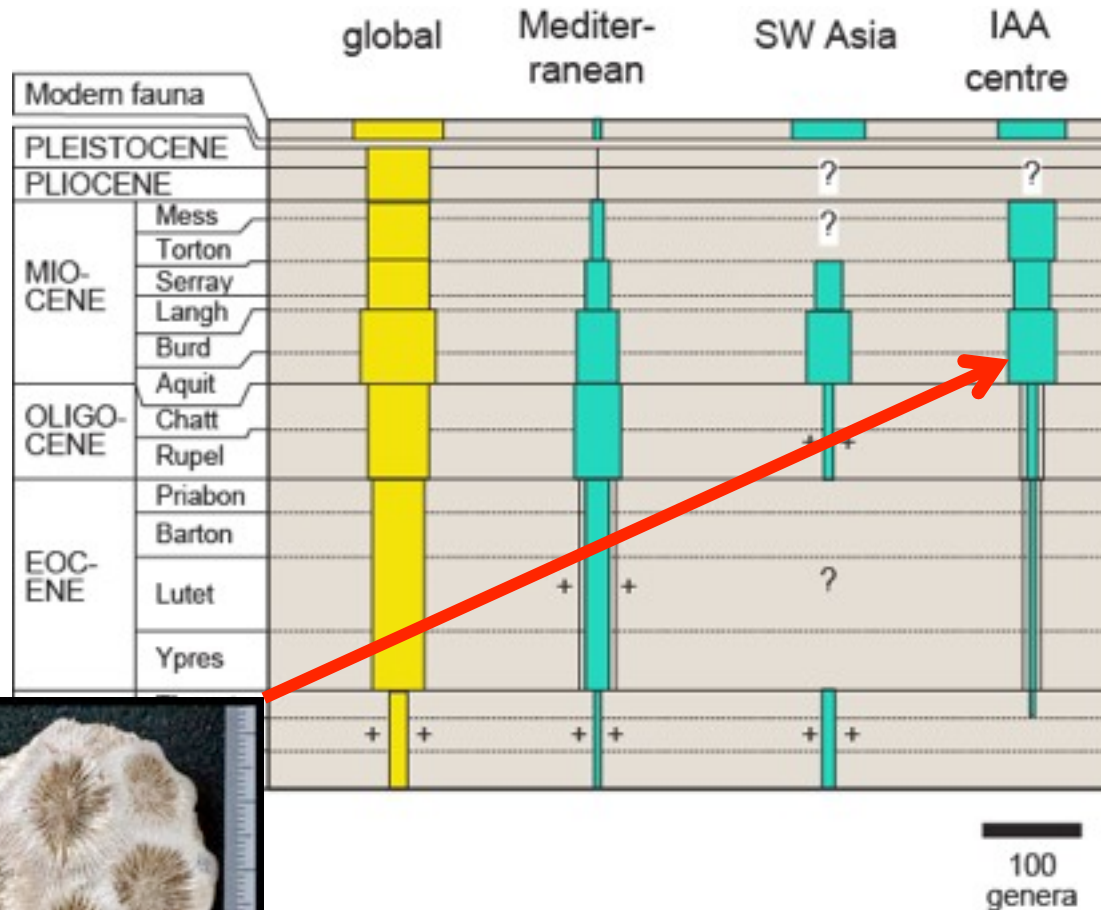 global
Mediter-
ranean
SW Asia
IAA
centre
Modern fauna
PLEISTOCENE
PLIOCENE
?
?
MIO-
CENE
Mess
?
Torton
Serray
Langh
Burd
Aquit
OLIGO-
CENE
Chatt
+ +
Rupel
EOC-
ENE
Priabon
Barton
Lutet
+ +
?
Ypres
+ +
+ +
+ +
100
genera